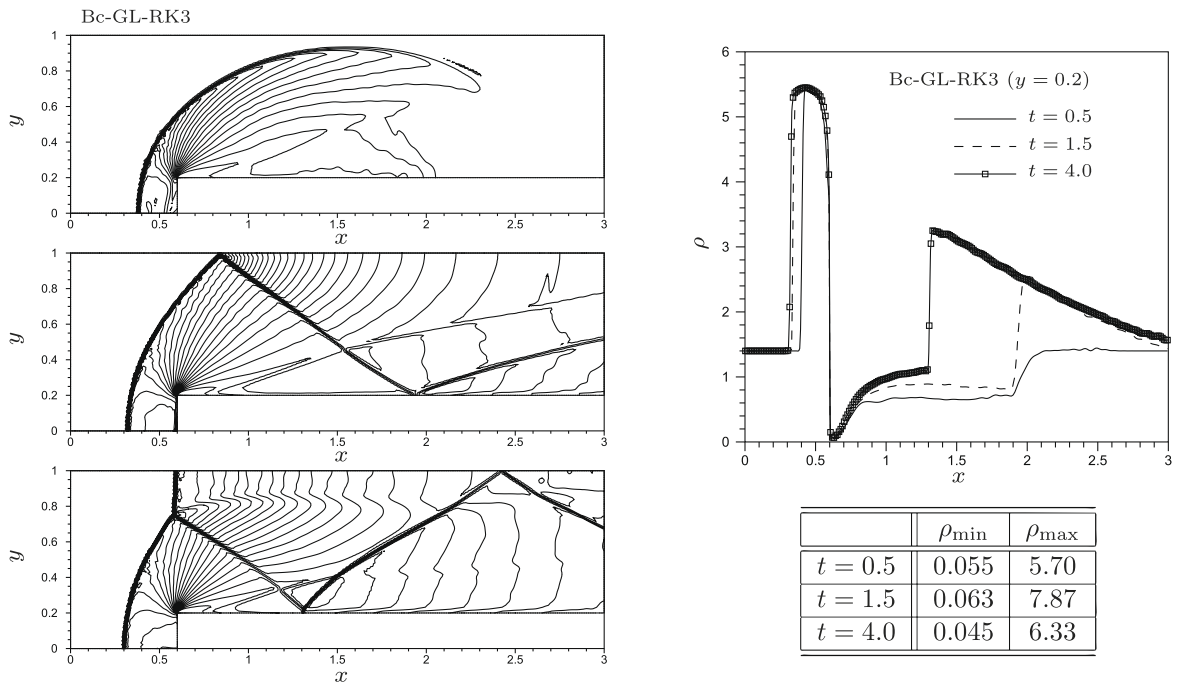 Bc-GL-RK3
1
0.8
0.6
0.4
0.2
0
y
0 0.5 1 1.5 2 2.5 3
x
1
0.8
0.6
0.4
0.2
0
y
0 0.5 1 1.5 2 2.5 3
x
1
0.8
0.6
0.4
0.2
0
y
0 0.5 1 1.5 2 2.5 3
x
6
5
4
3
2
1
0
ρ
Bc-GL-RK3 (y = 0.2)
t = 0.5
t = 1.5
t = 4.0
0 0.5 1 1.5 2 2.5 3
x
ρmin ρmax
t = 0.5 0.055 5.70
t = 1.5 0.063 7.87
t = 4.0 0.045 6.33